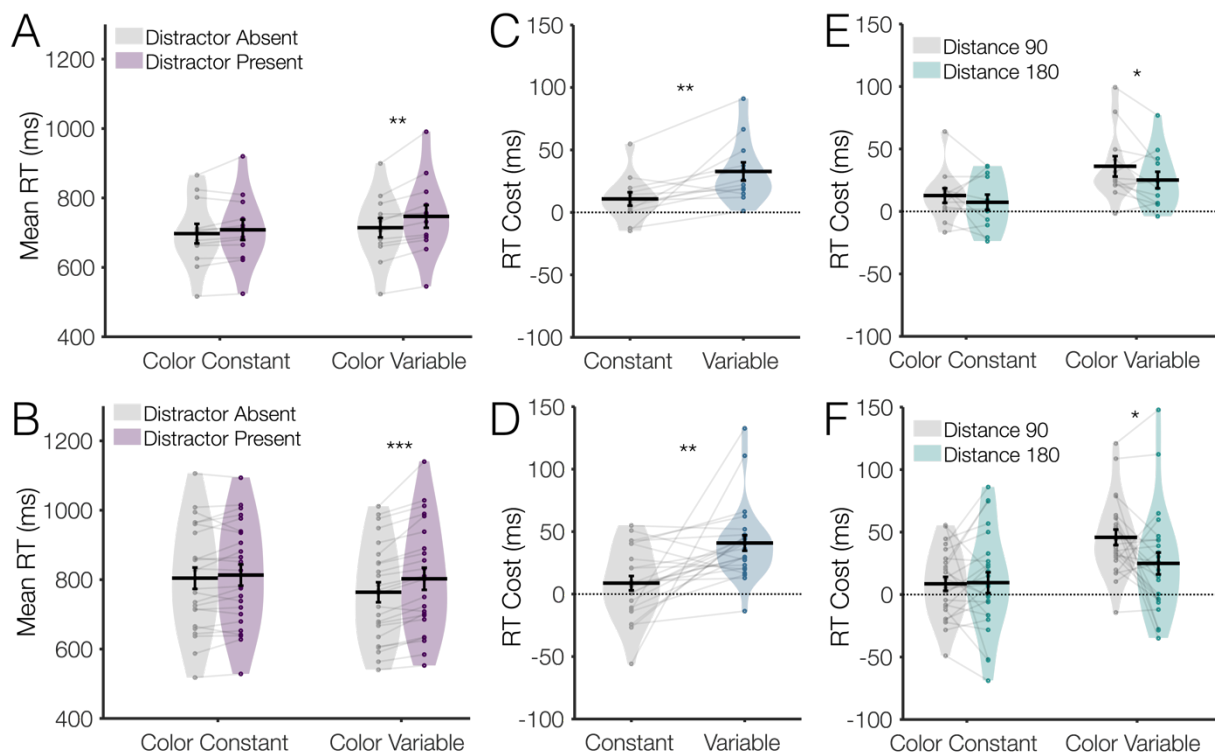 A
Mean RT (ms)
1200
1000
800
600
400
Distractor Absent
Distractor Present
**
Color Constant
Color Variable
C
RT Cost (ms)
150
100
50
0
-50
-100
**
Constant
Variable
E
RT Cost (ms)
150
100
50
0
-50
-100
Distance 90
Distance 180
*
Color Constant
Color Variable
B
Mean RT (ms)
1200
1000
800
600
400
Distractor Absent
Distractor Present
***
Color Constant
Color Variable
D
RT Cost (ms)
150
100
50
0
-50
-100
**
Constant
Variable
F
RT Cost (ms)
150
100
50
0
-50
-100
Distance 90
Distance 180
*
Color Constant
Color Variable